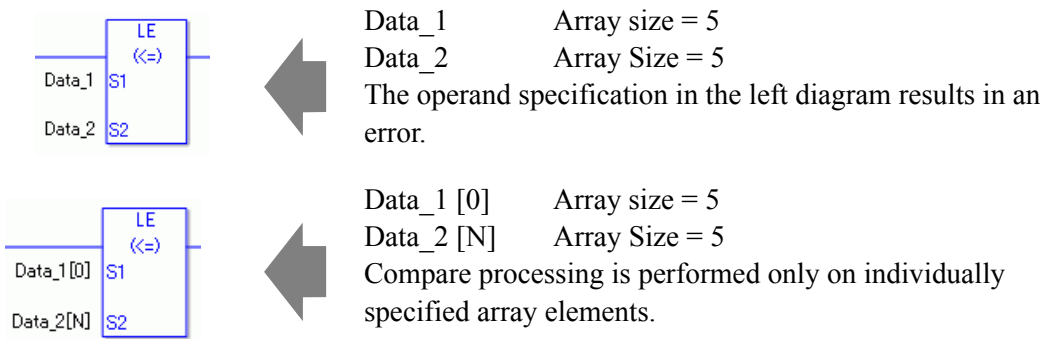 LE
(<=)
Data_1 S1
Data_2 S2
Data_1 Array size = 5
Data_2 Array Size = 5
The operand specification in the left diagram results in an
error.
LE
(<=)
Data_1[0] S1
Data_2[N] S2
Data_1 [0] Array size = 5
Data_2 [N] Array Size = 5
Compare processing is performed only on individually
specified array elements.